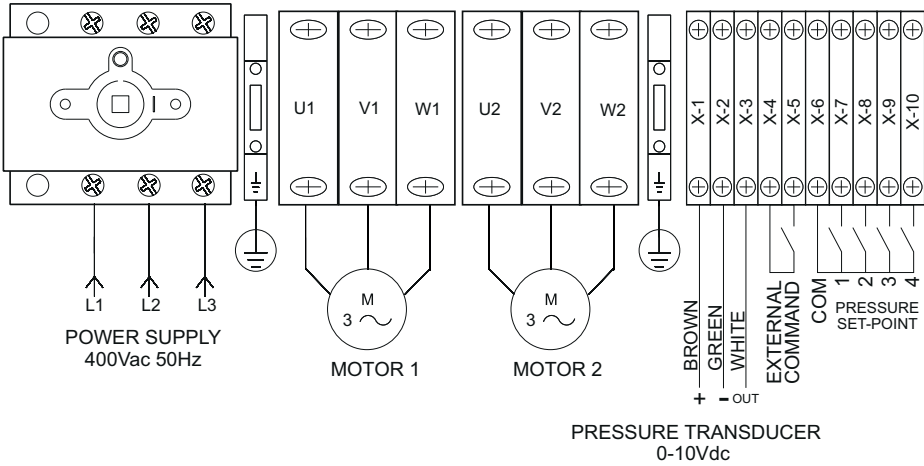 U1
V1
W1
U2
V2
W2
X-1
X-2
X-3
X-4
X-5
X-6
X-7
X-8
X-9
X-10
L1
L2
L3
POWER SUPPLY
400Vac 50Hz
M
3
MOTOR 1
M
3
MOTOR 2
BROWN
GREEN
WHITE
+
-
OUT
EXTERNAL
COMMAND
COM
1
2
3
4
PRESSURE
SET-POINT
PRESSURE TRANSDUCER
0-10Vdc